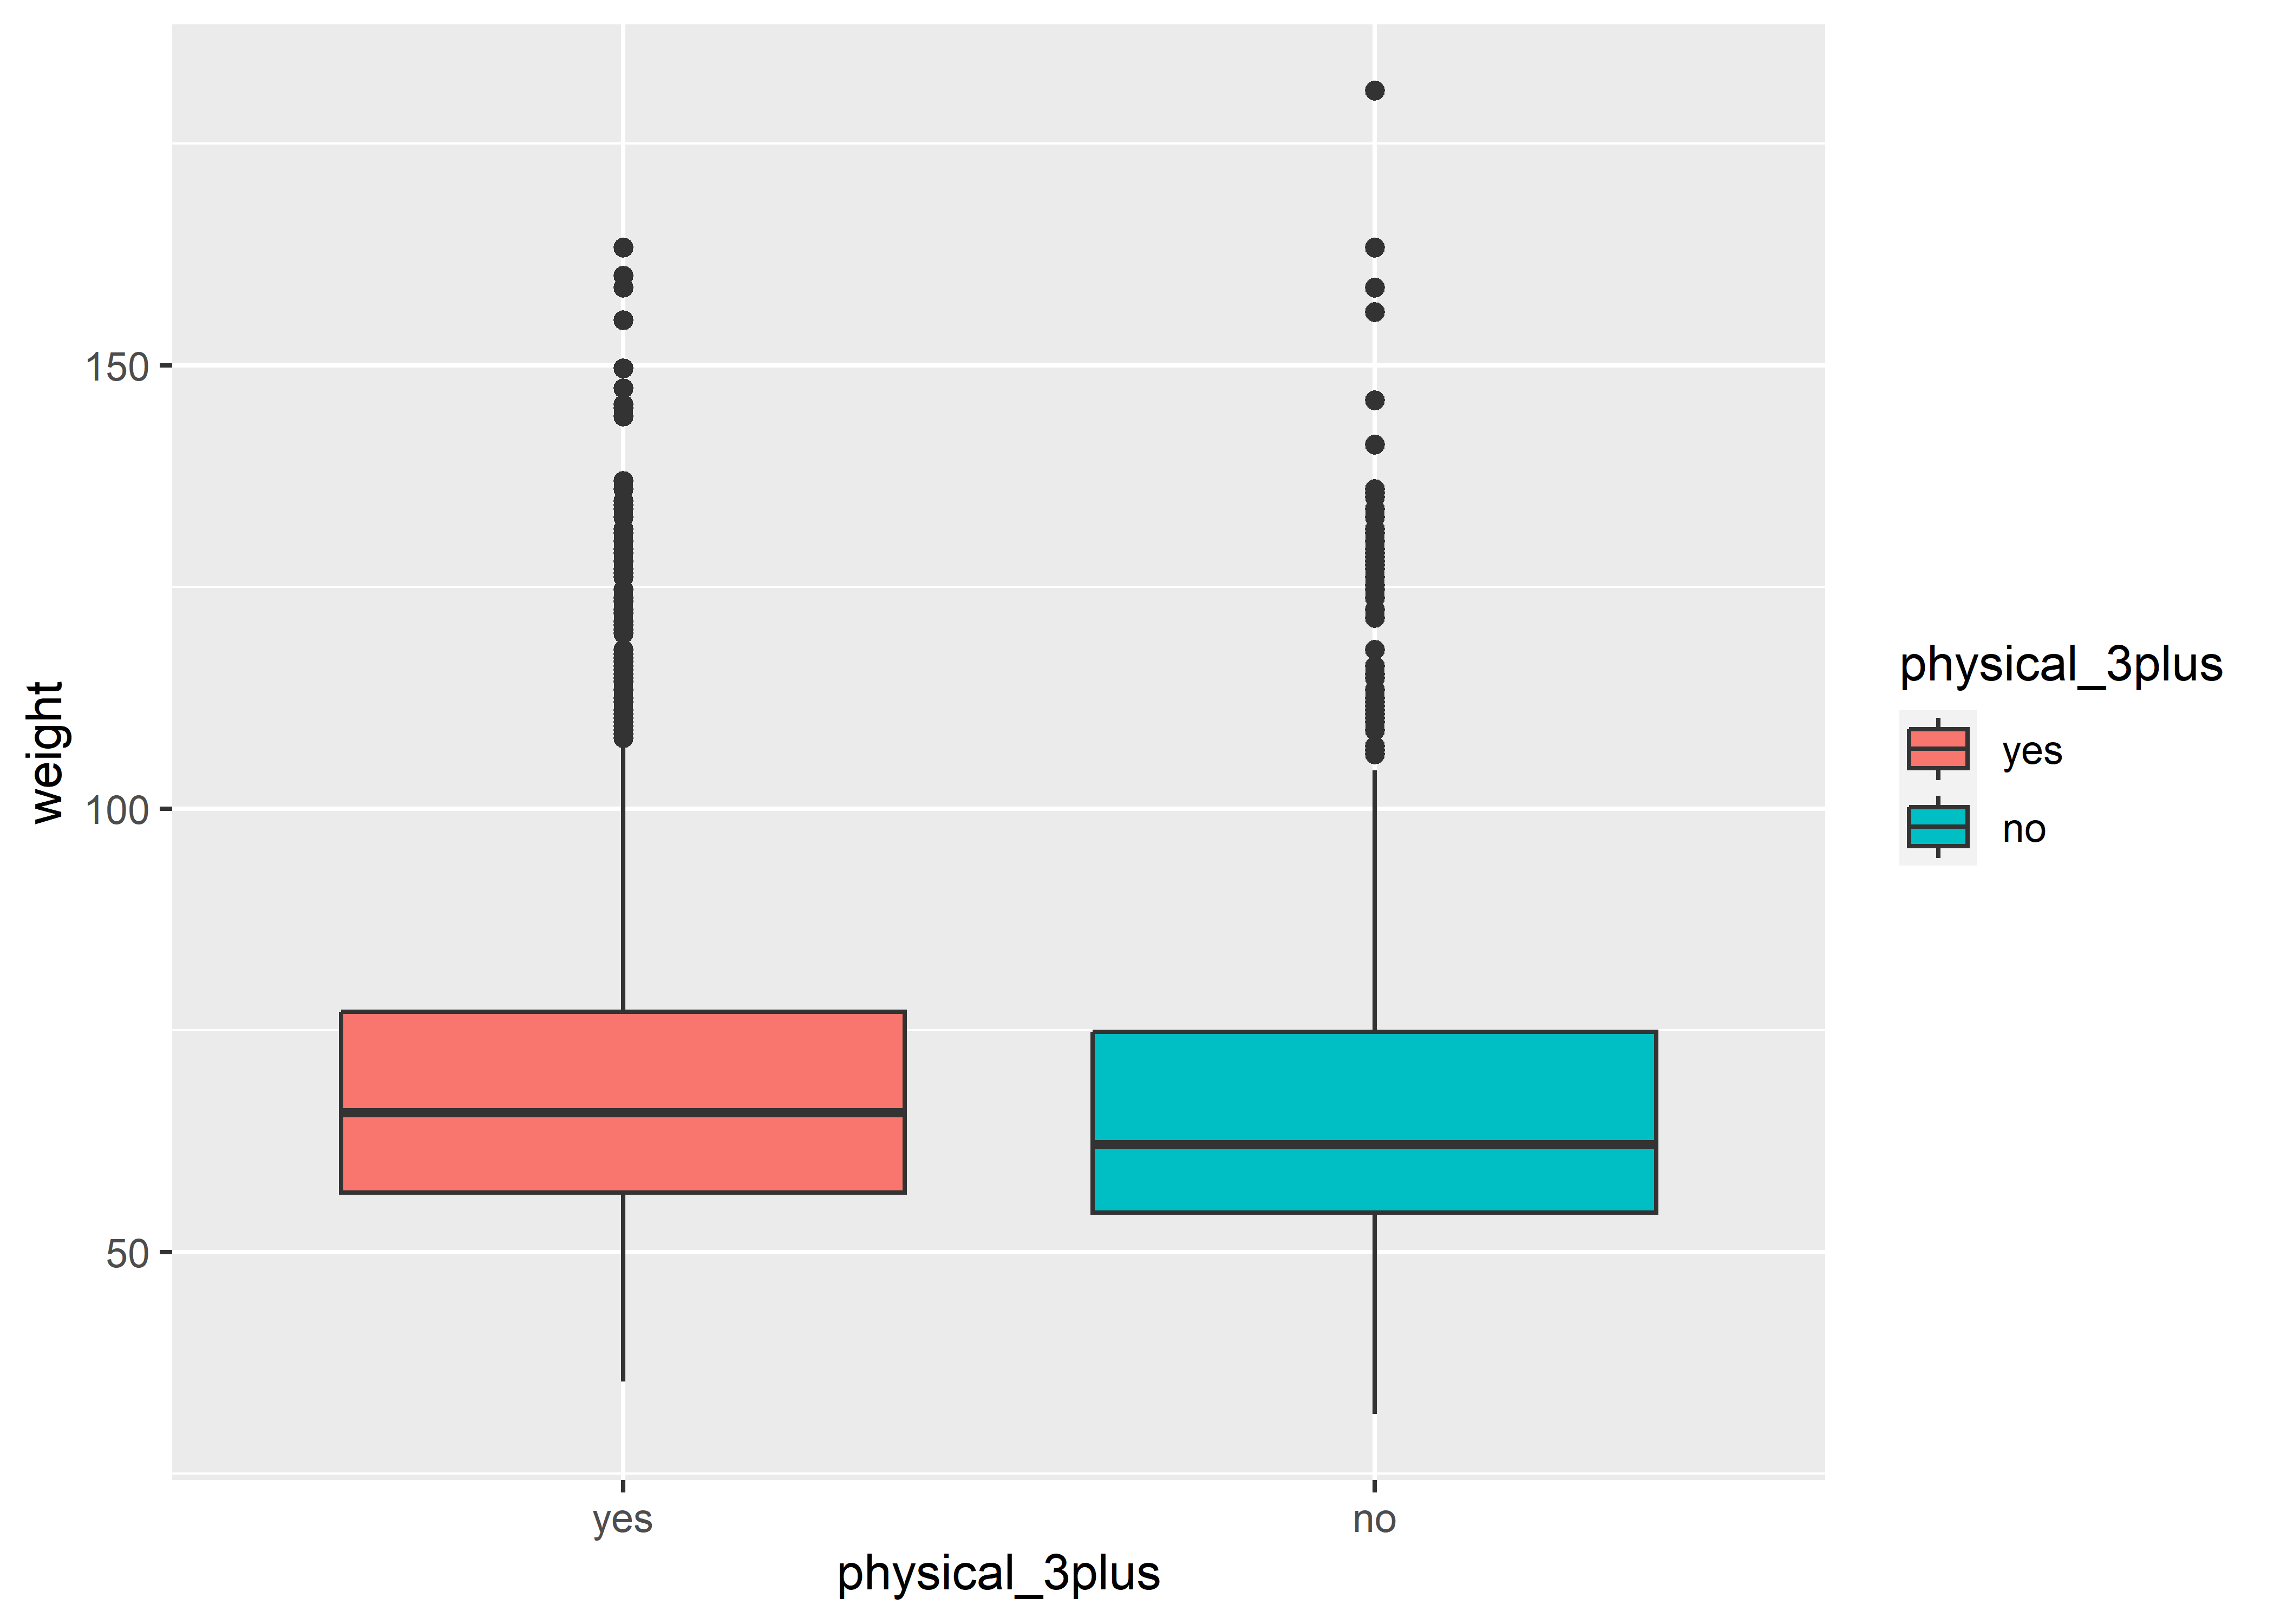 weight
150
100
50
yes
no
physical_3plus
physical_3plus
yes
no